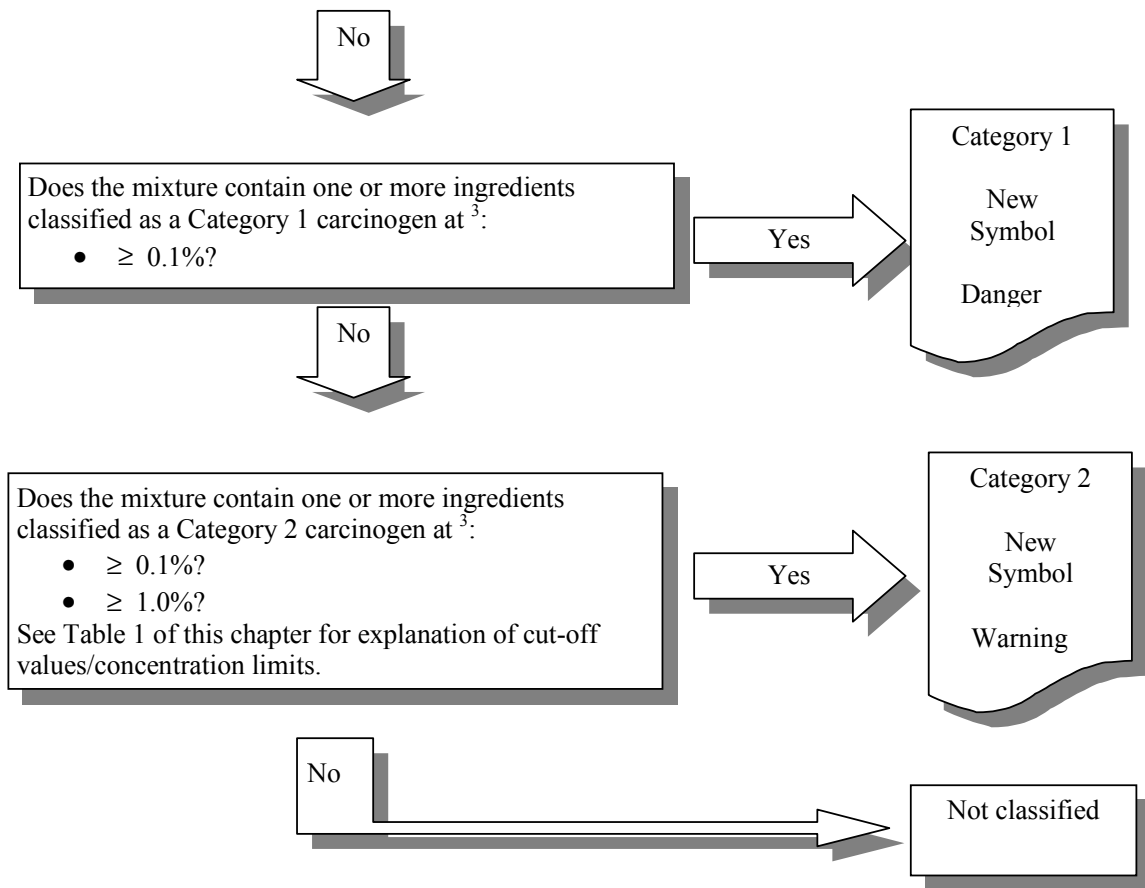 No
Does the mixture contain one or more ingredients
classified as a Category 1 carcinogen at ³:
• ≥ 0.1%?
Yes
Category 1
New
Symbol
Danger
No
Does the mixture contain one or more ingredients
classified as a Category 2 carcinogen at ³:
• ≥ 0.1%?
• ≥ 1.0%?
See Table 1 of this chapter for explanation of cut-off
values/concentration limits.
Yes
Category 2
New
Symbol
Warning
No
Not classified